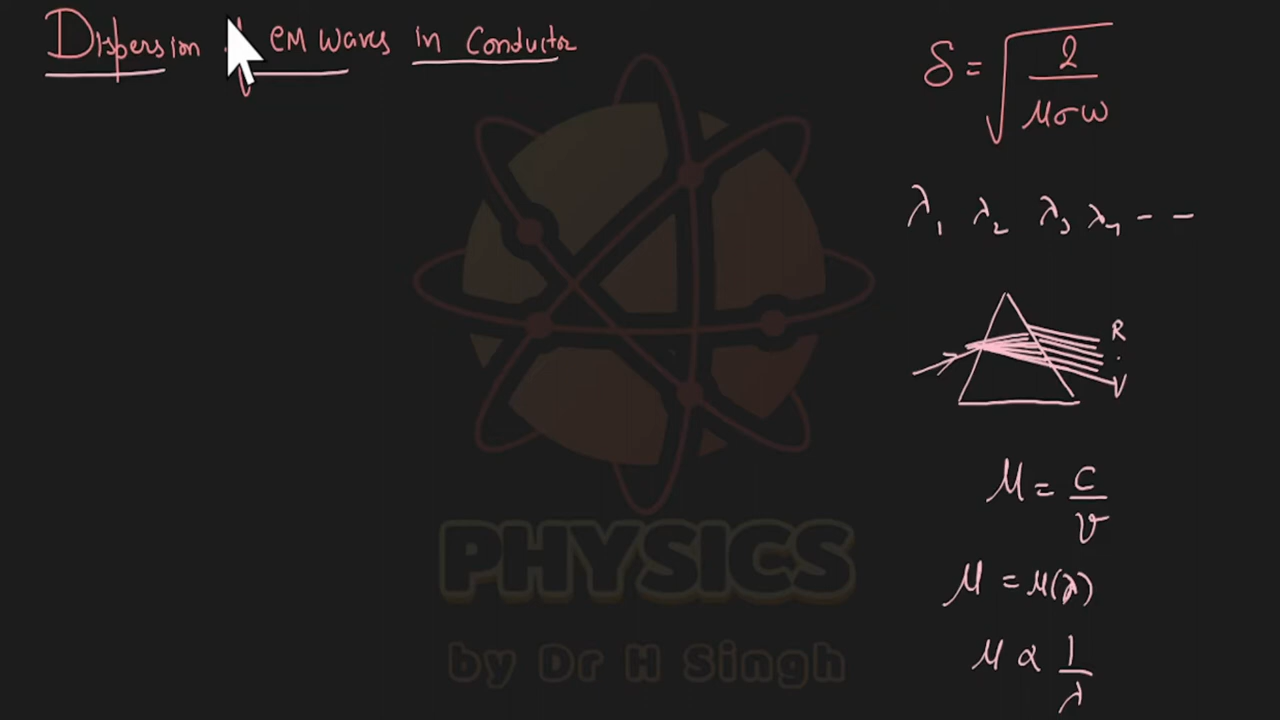 Dispersion of EM Waves in Conductor
δ = √(2/μσω)
λ₁ λ₂ λ₃ λ₄ - -
R
.
V
μ = c/v
μ = μ(λ)
μ ∝ 1/λ
PHYSICS
by Dr H Singh